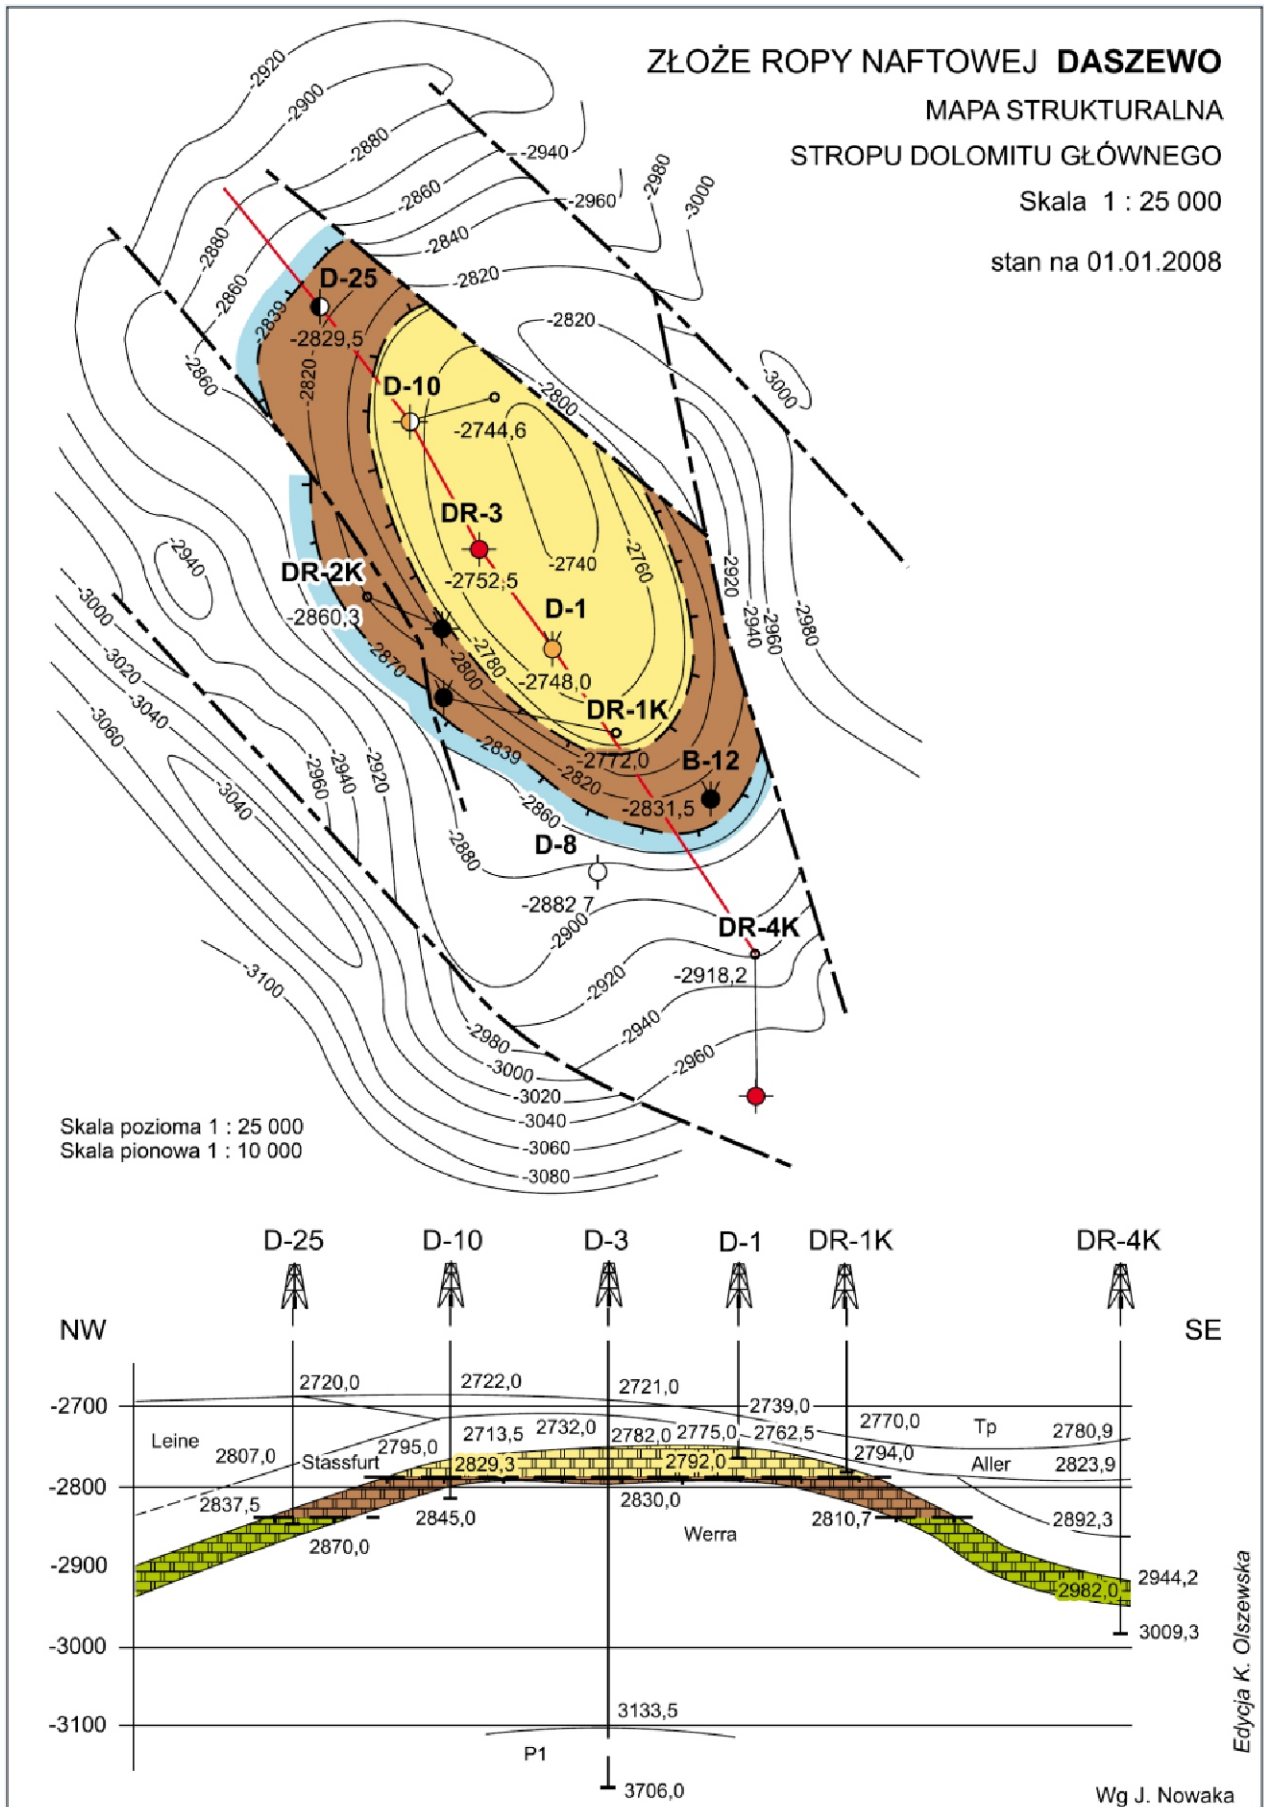 ZŁOŻE ROPY NAFTOWEJ DASZEWO
MAPA STRUKTURALNA
STROPU DOLOMITU GŁÓWNEGO
Skala 1 : 25 000
stan na 01.01.2008
-2920
-2900
-2880
-2940
-2860
-2960
-2980
-3000
-2840
-2880
-2820
-2860
D-25
-2839
-2829,5
-2820
-2860
-2820
-2800
-3000
D-10
-2744,6
DR-3
-2752,5
-2740
-2760
-2940
DR-2K
-2860,3
D-1
-2748,0
-2780
-2800
-2870
-2920
-2940
-2960
-2980
-3000
-3020
-3040
-3060
DR-1K
-2772,0
B-12
-2831,5
-2839
-2820
-2860
-2920
-2940
-2960
-3040
-2880
D-8
-2882 7
-2900
DR-4K
-2918,2
-2920
-2940
-2960
-3100
-2980
-3000
-3020
-3040
-3060
-3080
Skala pozioma 1 : 25 000
Skala pionowa 1 : 10 000
D-25 D-10 D-3 D-1 DR-1K DR-4K
NW SE
2720,0 2722,0 2721,0
-2700 2739,0
2770,0 Tp 2780,9
Leine 2713,5 2732,0 2782,0 2775,0 2762,5
2807,0 2795,0 2794,0
Stassfurt 2829,3 2792,0 Aller 2823,9
-2800
2837,5 2830,0
2845,0 2810,7 2892,3
2870,0 Werra
-2900
2944,2
2982,0
3009,3
-3000
3133,5
-3100
P1
3706,0
Edycja K. Olszewska
Wg J. Nowaka